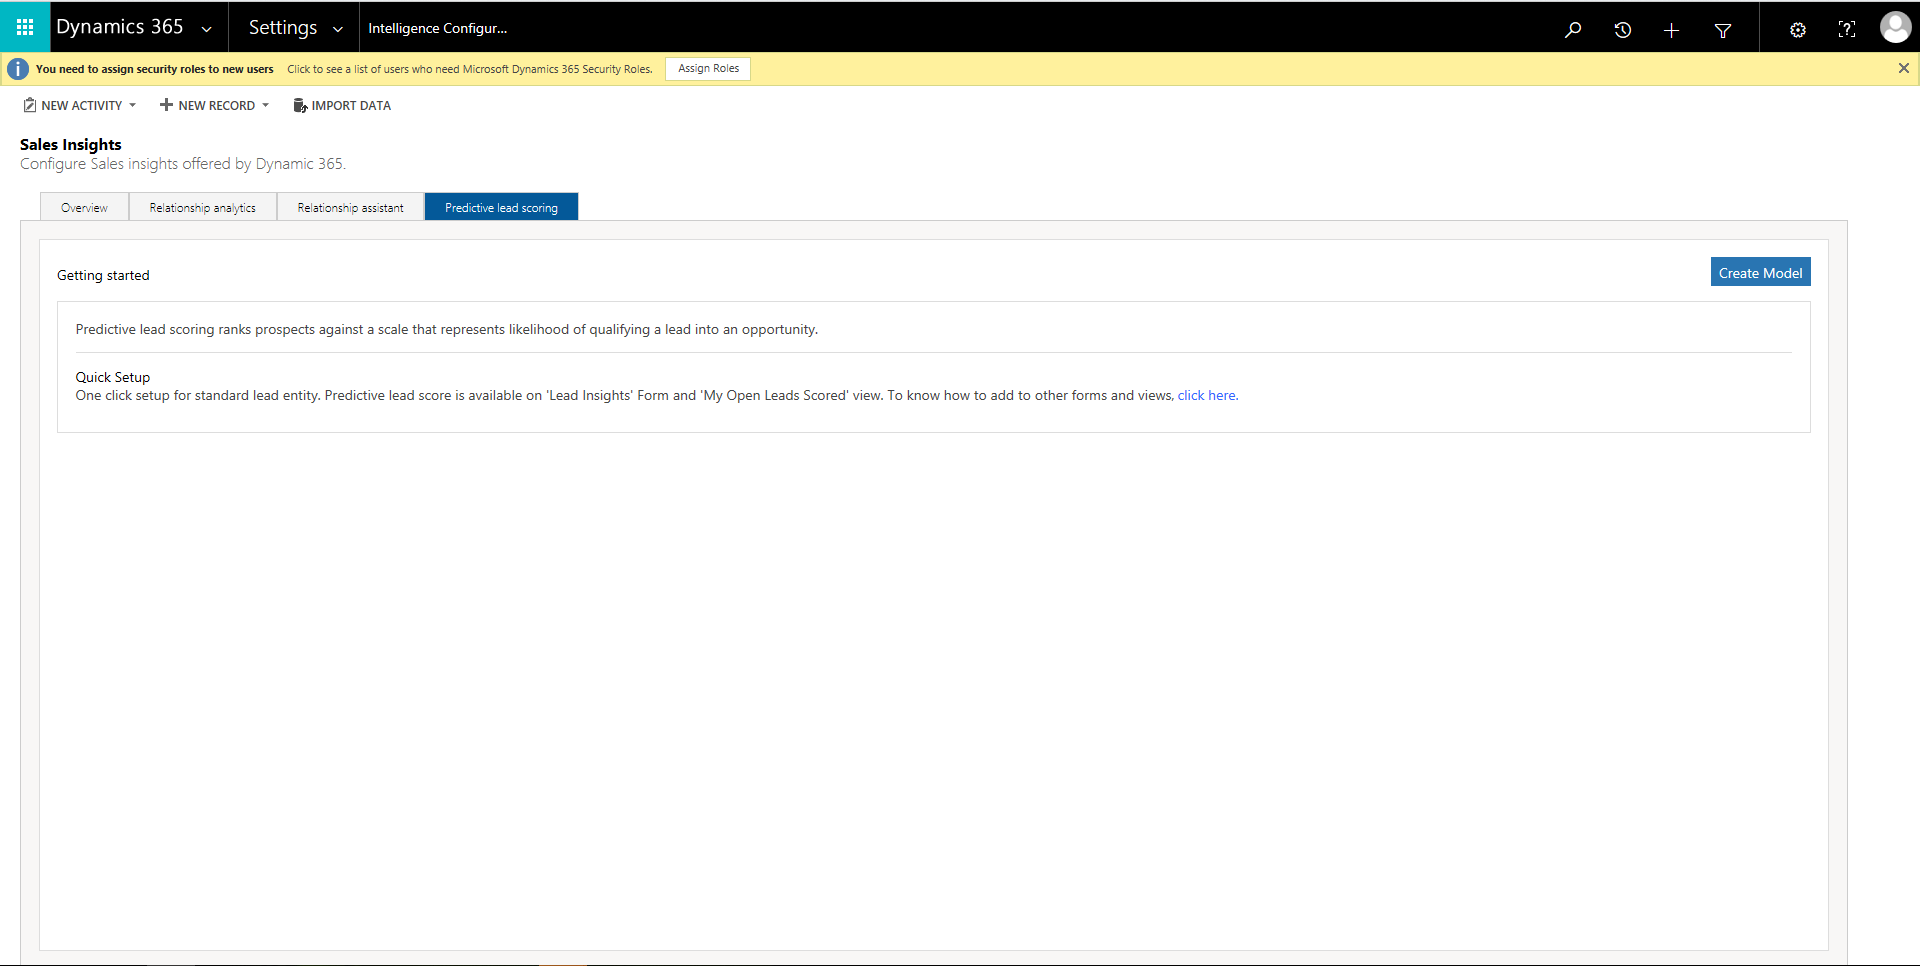 Dynamics 365 Settings Intelligence Configur...
You need to assign security roles to new users Click to see a list of users who need Microsoft Dynamics 365 Security Roles. Assign Roles
NEW ACTIVITY NEW RECORD IMPORT DATA
Sales Insights
Configure Sales insights offered by Dynamic 365.
Overview Relationship analytics Relationship assistant Predictive lead scoring
Getting started Create Model
Predictive lead scoring ranks prospects against a scale that represents likelihood of qualifying a lead into an opportunity.
Quick Setup
One click setup for standard lead entity. Predictive lead score is available on 'Lead Insights' Form and 'My Open Leads Scored' view. To know how to add to other forms and views, click here.